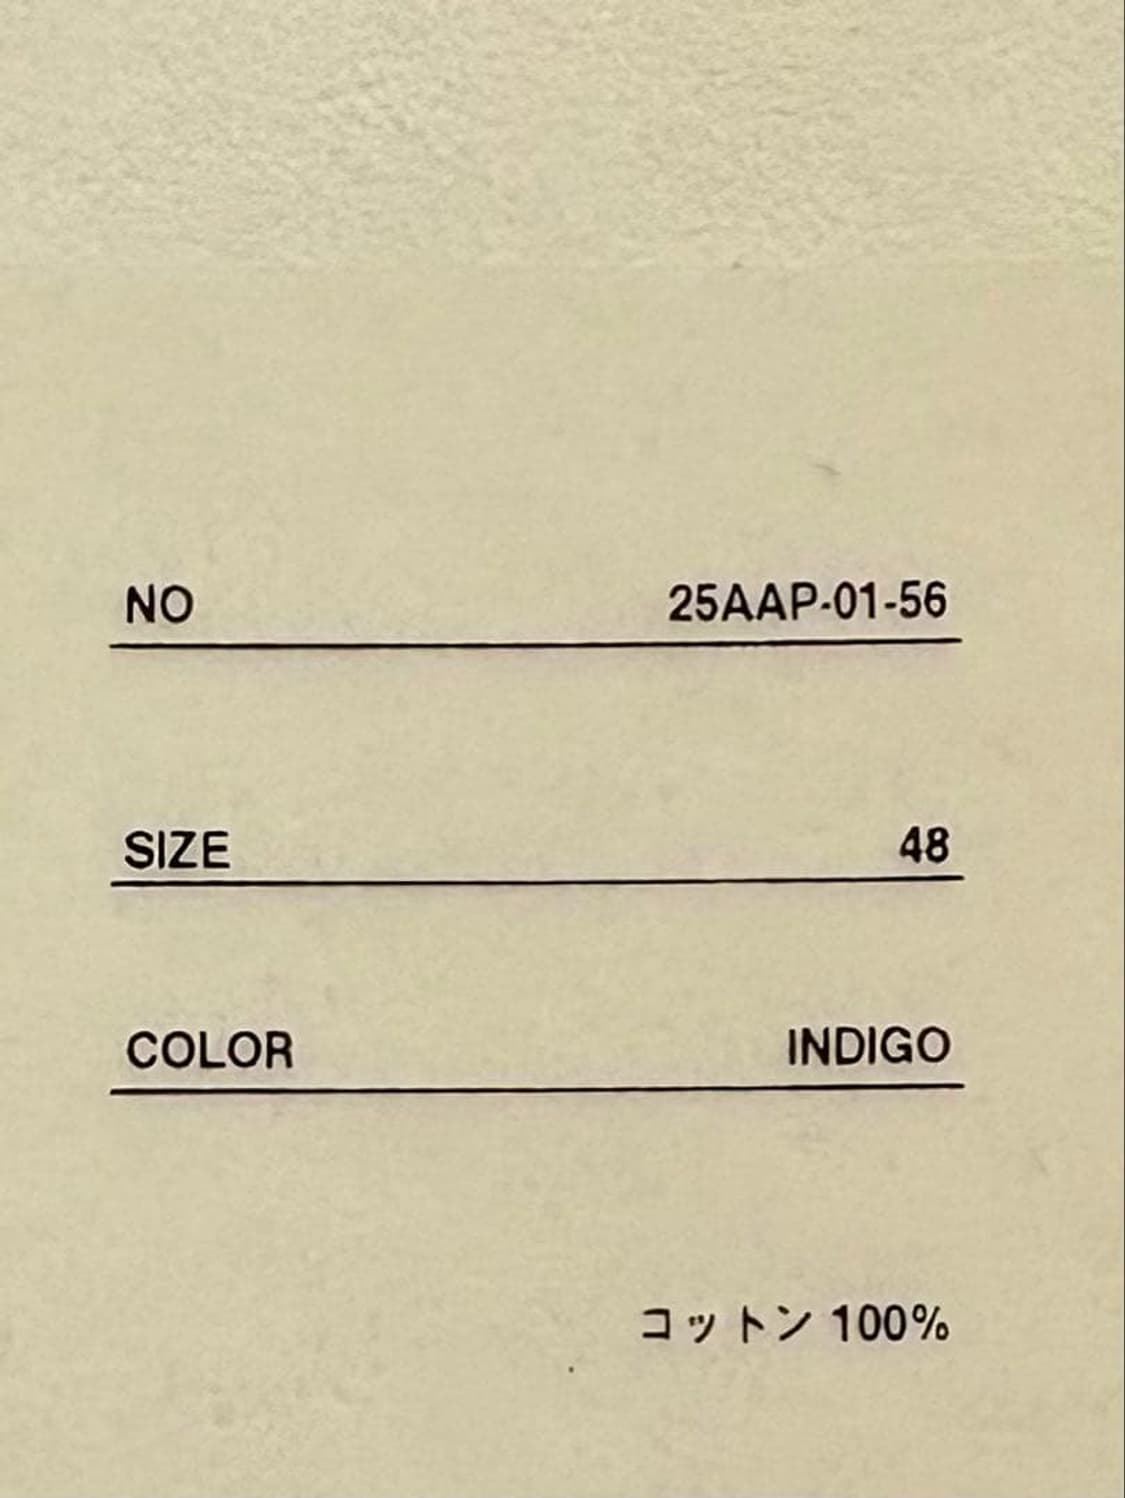 NO 25AAP-01-56
SIZE 48
COLOR INDIGO
コットン 100%